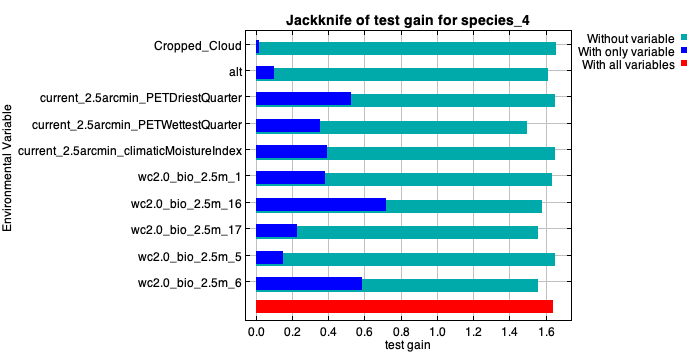 Jackknife of test gain for species_4
Without variable
With only variable
With all variables
Environmental Variable
Cropped_Cloud
alt
current_2.5arcmin_PETDriestQuarter
current_2.5arcmin_PETWettestQuarter
current_2.5arcmin_climaticMoistureIndex
wc2.0_bio_2.5m_1
wc2.0_bio_2.5m_16
wc2.0_bio_2.5m_17
wc2.0_bio_2.5m_5
wc2.0_bio_2.5m_6
0.0 0.2 0.4 0.6 0.8 1.0 1.2 1.4 1.6
test gain